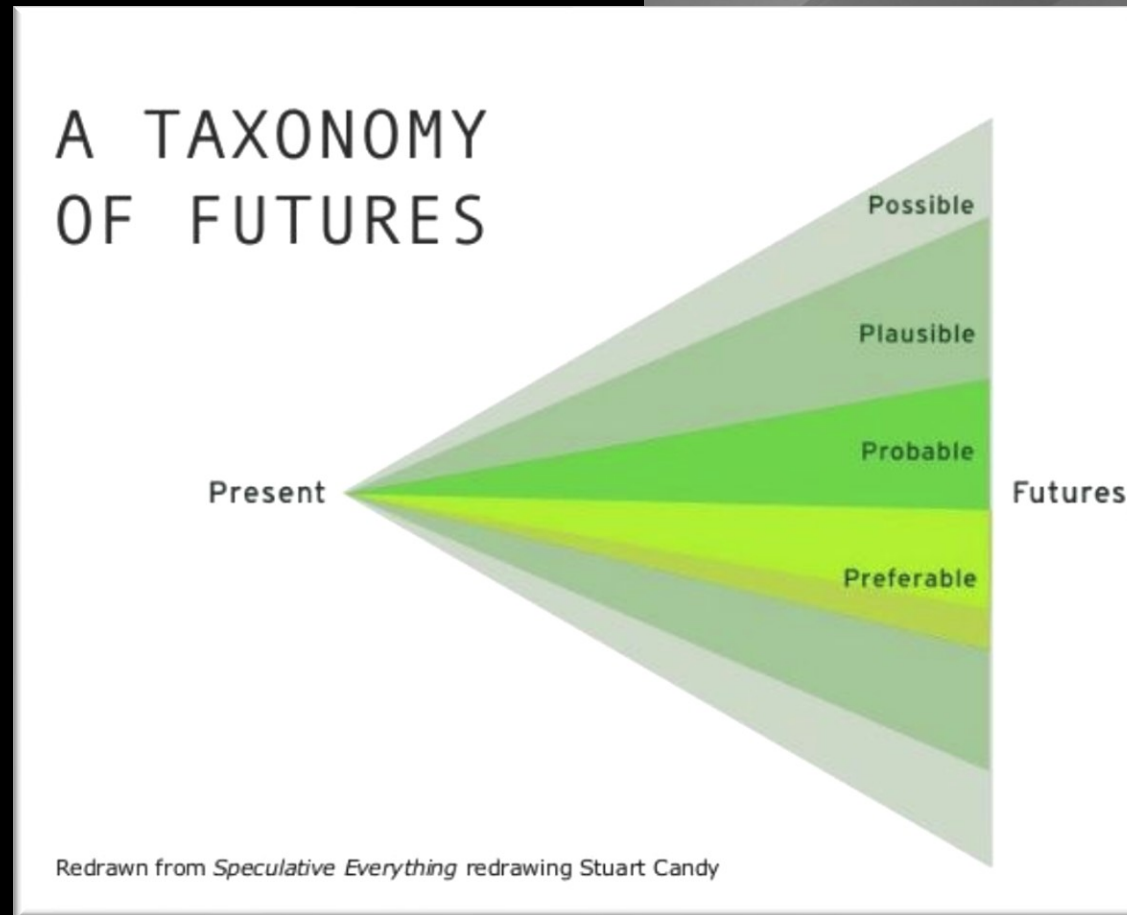 A TAXONOMY
OF FUTURES
Possible
Plausible
Probable
Present
Futures
Preferable
Redrawn from Speculative Everything redrawing Stuart Candy